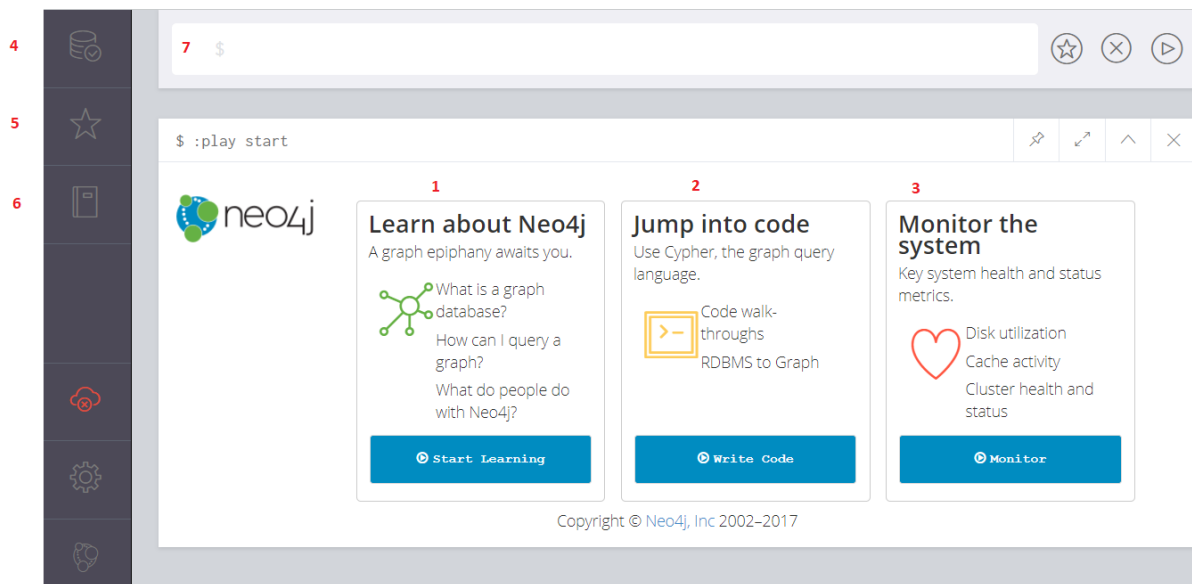 4
7 $
5
$ :play start
6
1
2
3
neo4j
Learn about Neo4j
A graph epiphany awaits you.
What is a graph
database?
How can I query a
graph?
What do people do
with Neo4j?
Start Learning
Jump into code
Use Cypher, the graph query
language.
Code walk-
throughs
RDBMS to Graph
Write Code
Monitor the
system
Key system health and status
metrics.
Disk utilization
Cache activity
Cluster health and
status
Monitor
Copyright © Neo4j, Inc 2002–2017